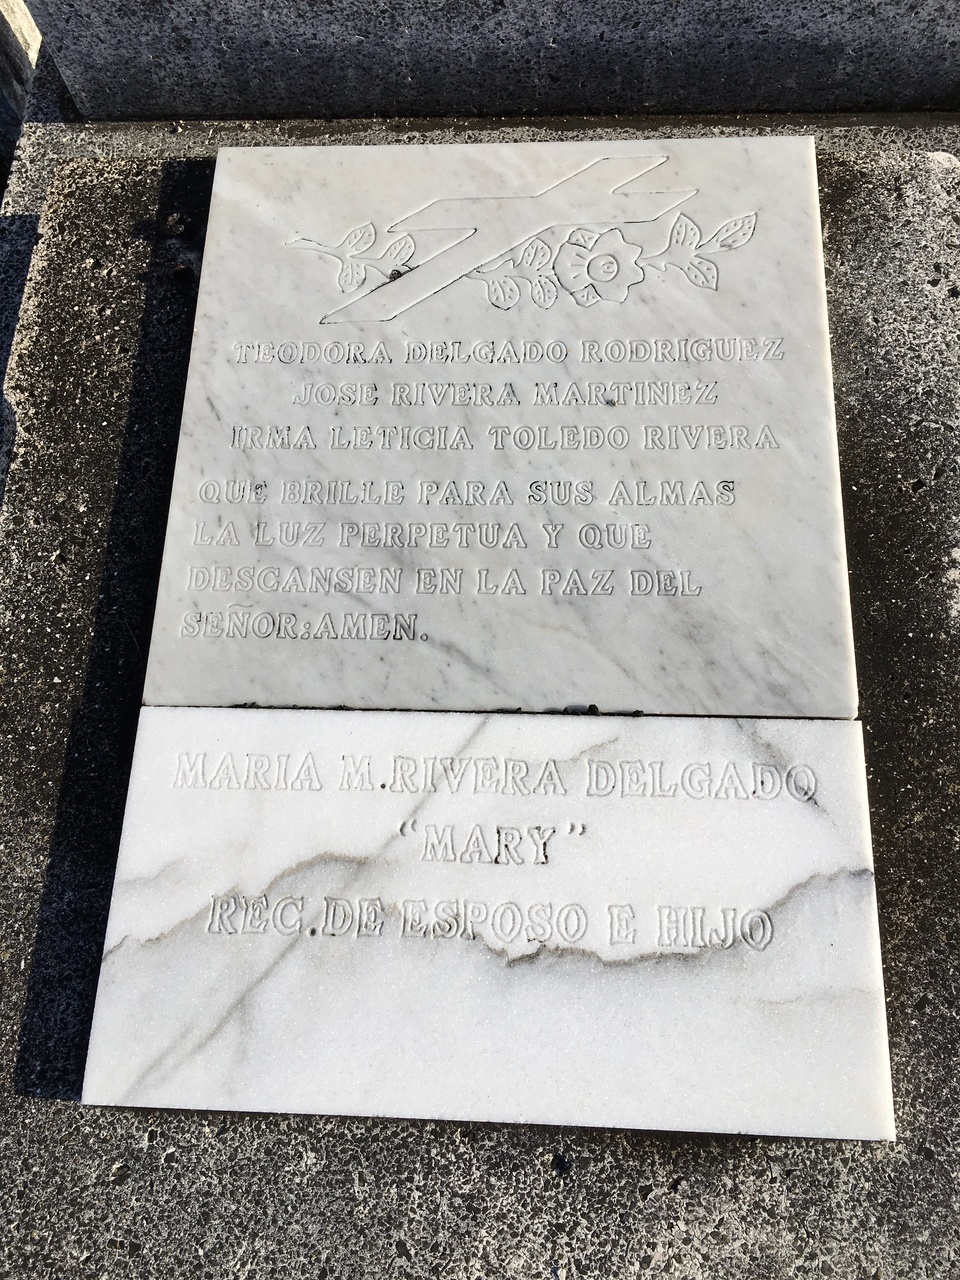 TEODORA DELGADO RODRIGUEZ
JOSE RIVERA MARTINEZ
IRMA LETICIA TOLEDO RIVERA
QUE BRILLE PARA SUS ALMAS
LA LUZ PERPETUA Y QUE
DESCANSEN EN LA PAZ DEL
SEÑOR;AMEN.
MARIA M.RIVERA DELGADO
“MARY”
REC.DE ESPOSO E HIJO